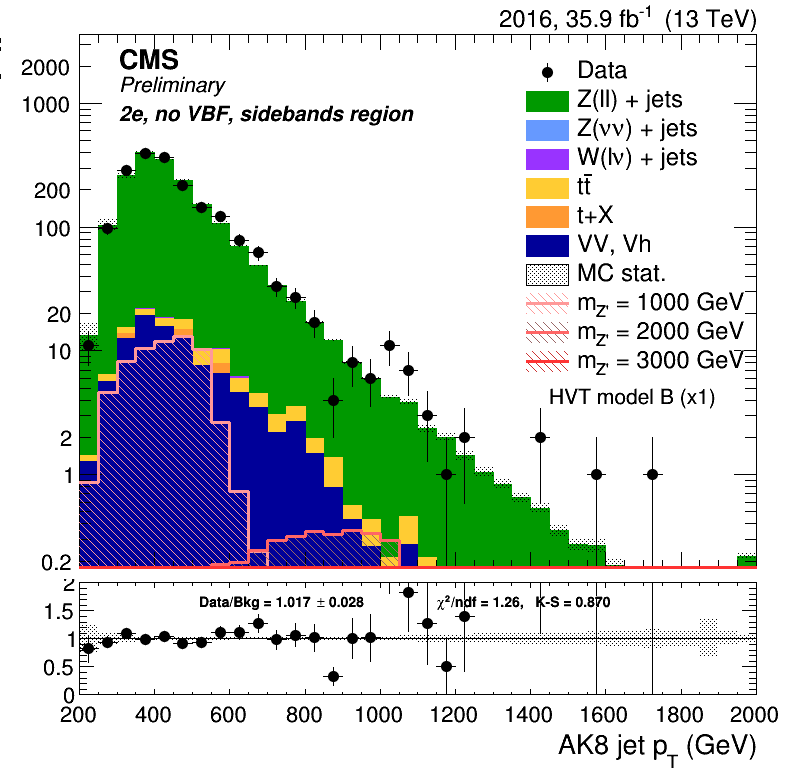 2016, 35.9 fb⁻¹ (13 TeV)
CMS
Preliminary
2e, no VBF, sidebands region
Data
Z(ll) + jets
Z(νν) + jets
W(lν) + jets
tt̄
t+X
VV, Vh
MC stat.
m_Z' = 1000 GeV
m_Z' = 2000 GeV
m_Z' = 3000 GeV
HVT model B (x1)
2000
1000
200
100
20
10
2
1
0.2
Data/Bkg = 1.017 ± 0.028
χ²/ndf = 1.26, K-S = 0.870
2
1.5
1
0.5
0
200 400 600 800 1000 1200 1400 1600 1800 2000
AK8 jet p_T (GeV)